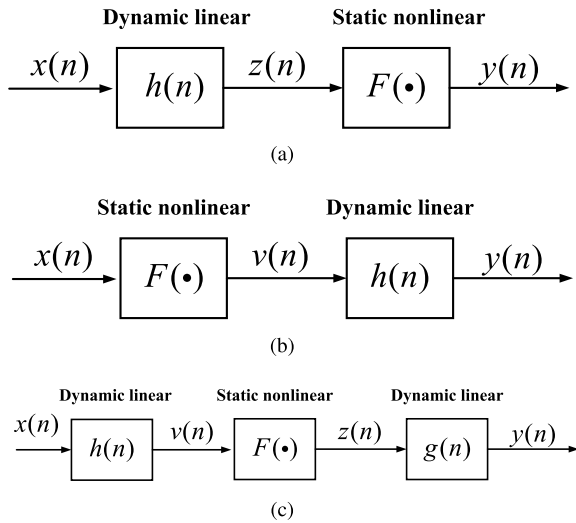 Dynamic linear Static nonlinear
x(n) h(n) z(n) F(•) y(n)
(a)
Static nonlinear Dynamic linear
x(n) F(•) v(n) h(n) y(n)
(b)
Dynamic linear Static nonlinear Dynamic linear
x(n) h(n) v(n) F(•) z(n) g(n) y(n)
(c)